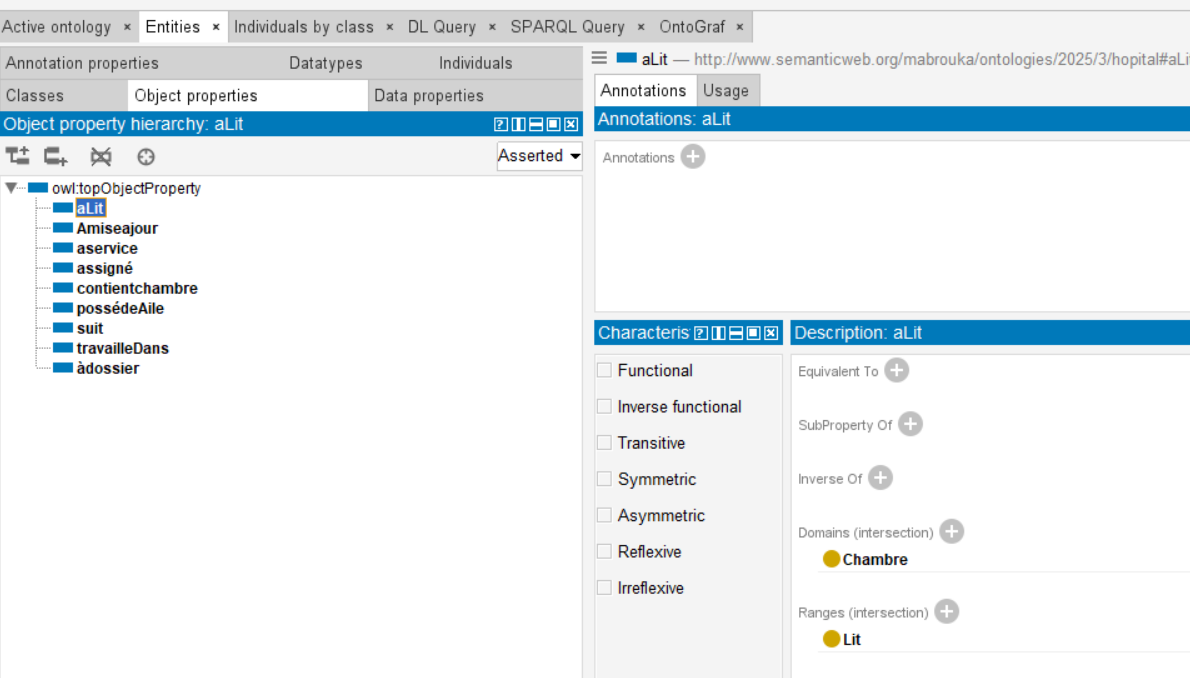 Active ontology × Entities × Individuals by class × DL Query × SPARQL Query × OntoGraf ×
Annotation properties Datatypes Individuals
Classes Object properties Data properties
Object property hierarchy: aLit
Asserted
owl:topObjectProperty
aLit
Amiseajour
aservice
assigné
contientchambre
possédeAile
suit
travailleDans
àdossier
aLit — http://www.semanticweb.org/mabrouka/ontologies/2025/3/hopital#aLi
Annotations Usage
Annotations: aLit
Annotations
Characteris
Functional
Inverse functional
Transitive
Symmetric
Asymmetric
Reflexive
Irreflexive
Description: aLit
Equivalent To
SubProperty Of
Inverse Of
Domains (intersection)
Chambre
Ranges (intersection)
Lit